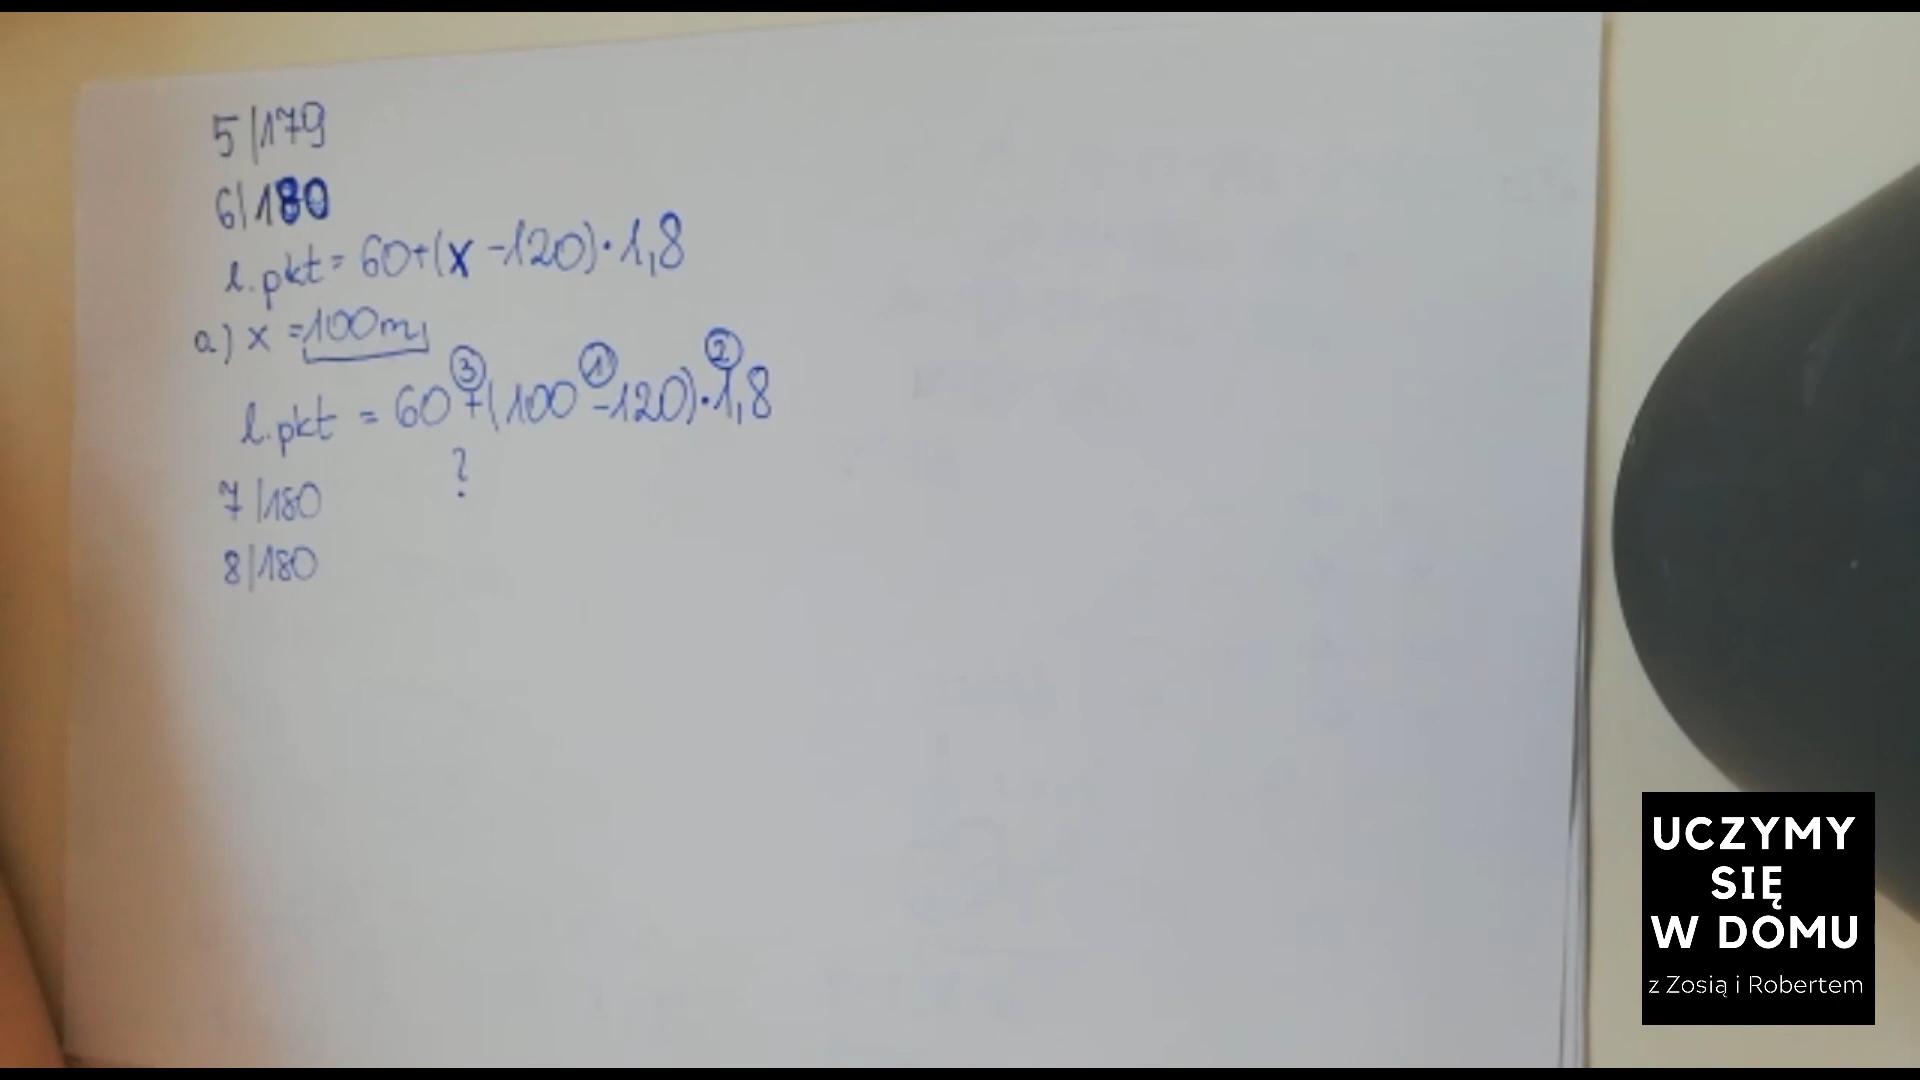 5/179
6/180
l.pkt = 60+(x-120)·1,8
a) x = 100m
3 1 2
l.pkt = 60+(100-120)·1,8
?
7/180
8/180
UCZYMY
SIĘ
W DOMU
z Zosią i Robertem